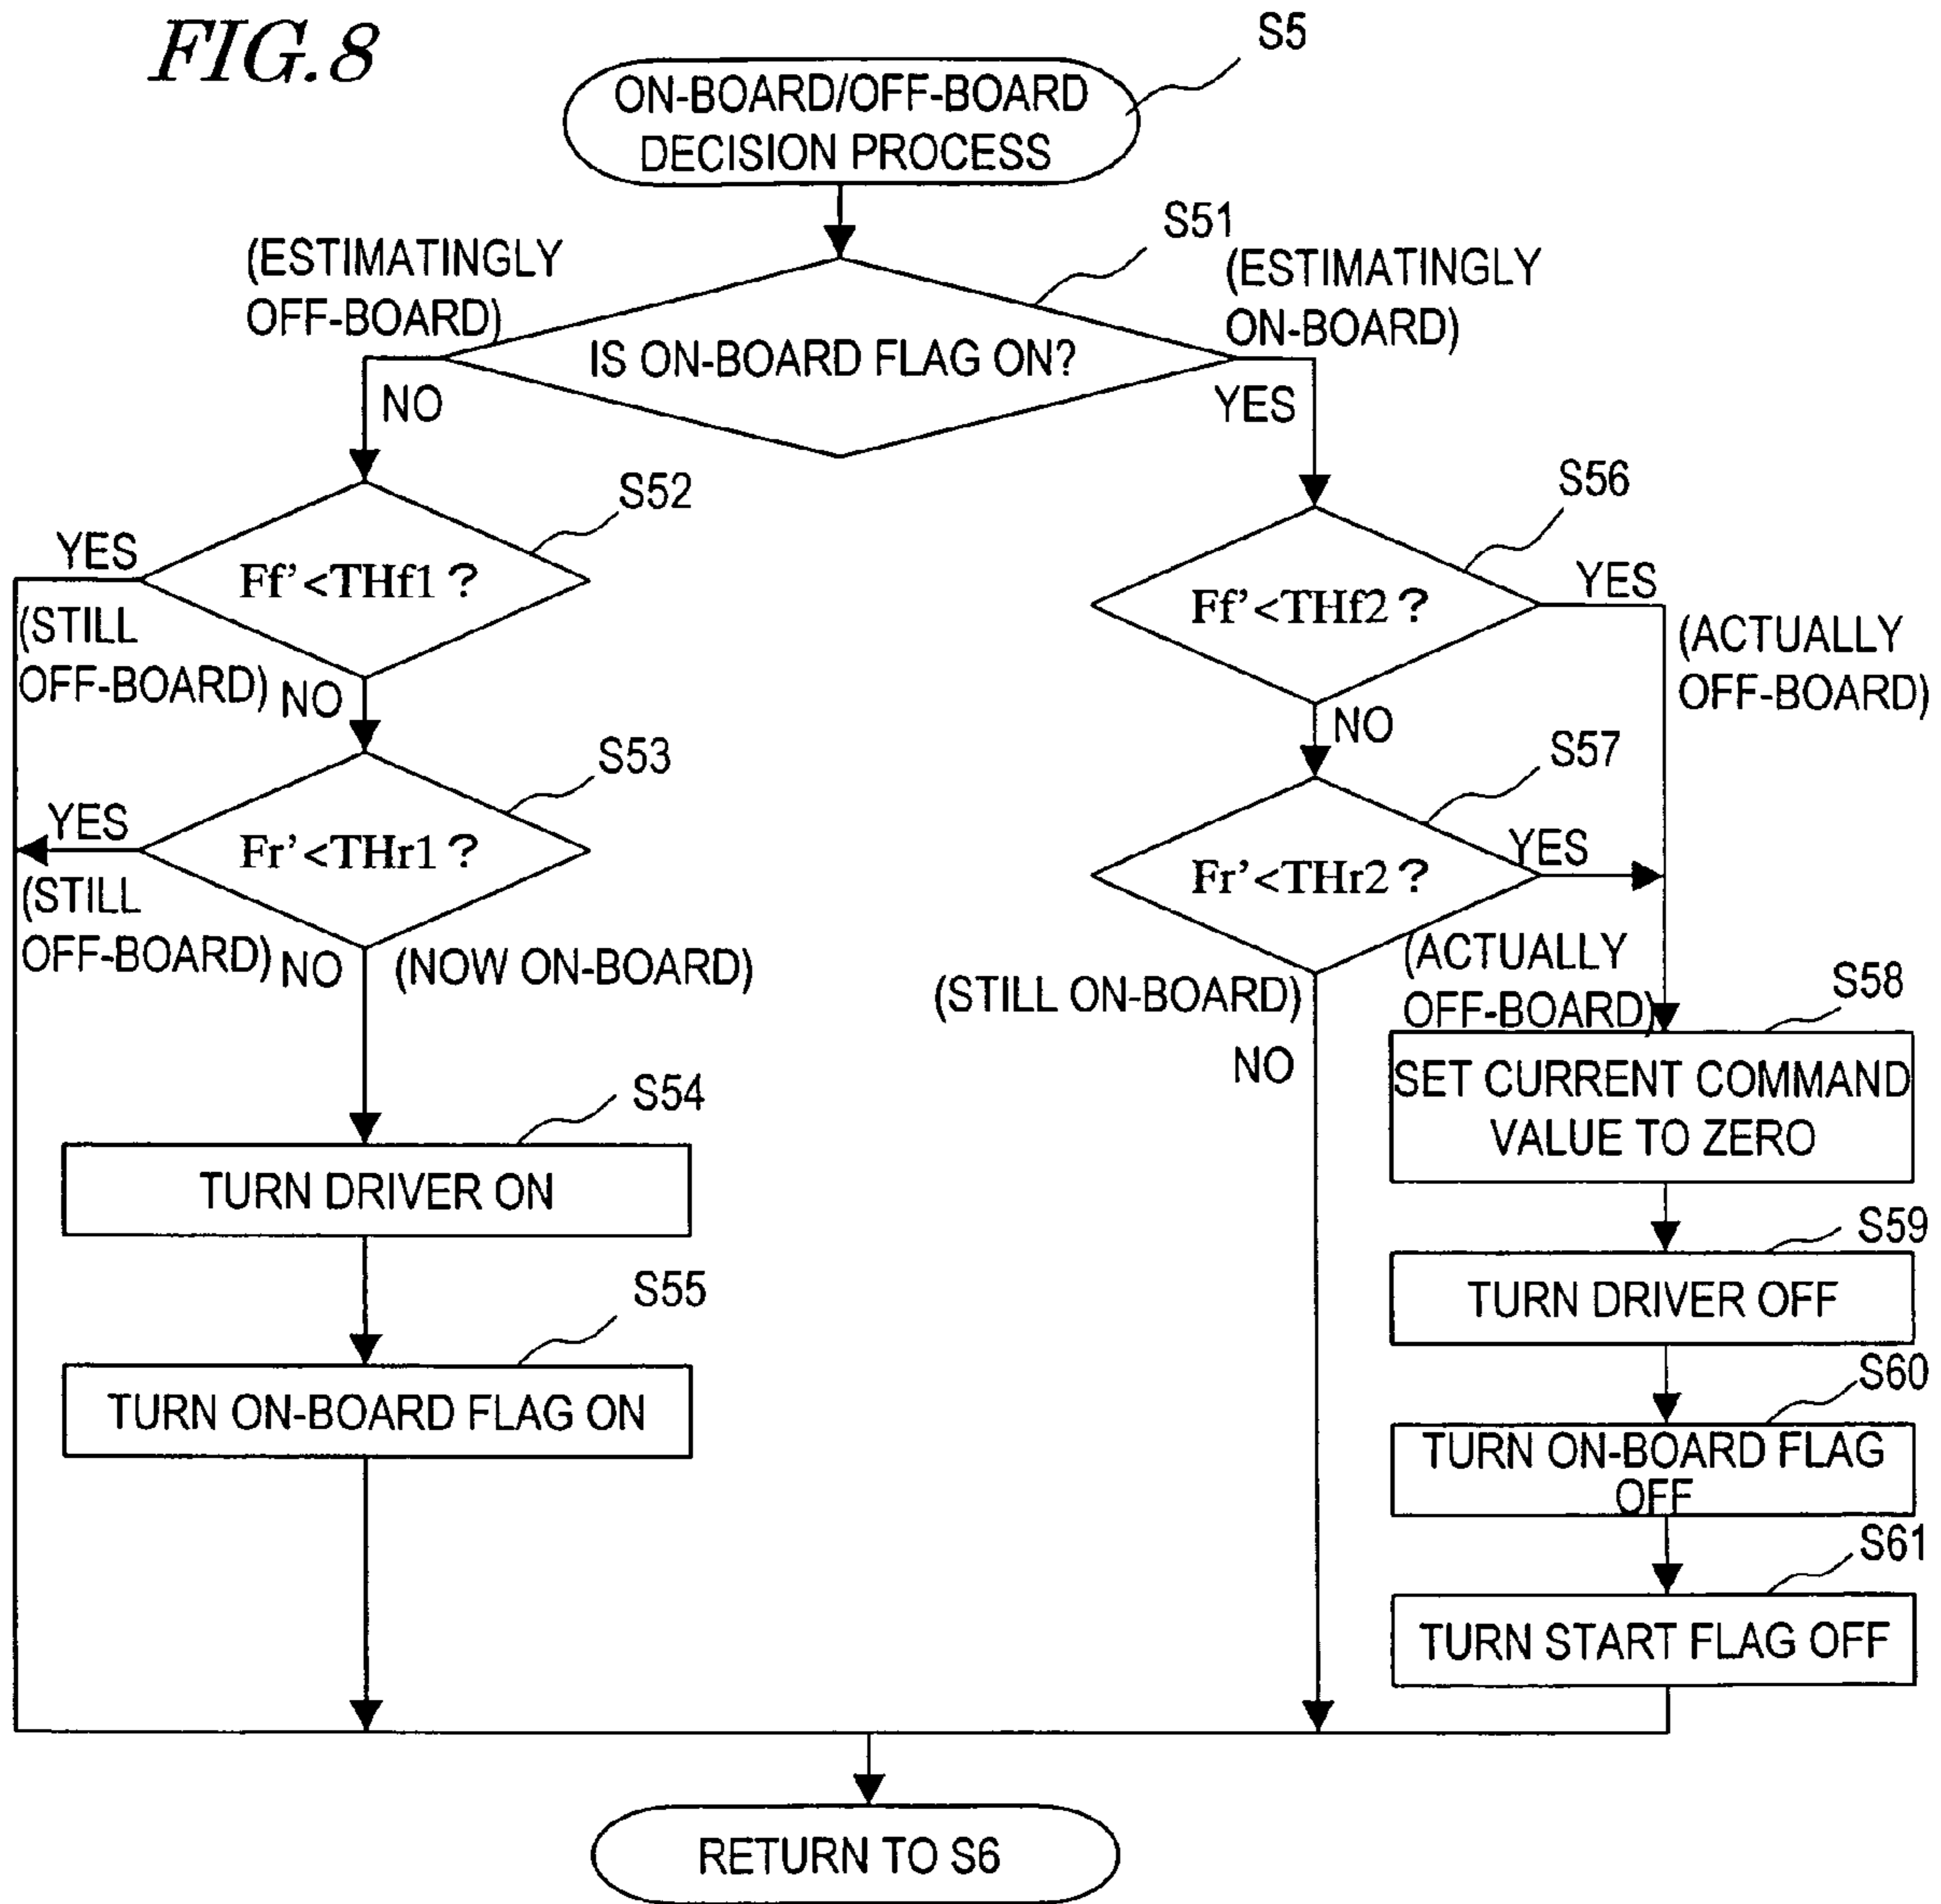 FIG.8
S5
ON-BOARD/OFF-BOARD
DECISION PROCESS
S51
(ESTIMATINGLY
OFF-BOARD)
(ESTIMATINGLY
ON-BOARD)
IS ON-BOARD FLAG ON?
NO
YES
S52
YES
Ff'<THf1 ?
(STILL
OFF-BOARD)
NO
S56
Ff'<THf2 ?
YES
(ACTUALLY
OFF-BOARD)
NO
S53
YES
Fr'<THr1 ?
(STILL
OFF-BOARD)
NO
(NOW ON-BOARD)
S57
Fr'<THr2 ?
YES
(ACTUALLY
OFF-BOARD)
(STILL ON-BOARD)
NO
S54
TURN DRIVER ON
S55
TURN ON-BOARD FLAG ON
S58
SET CURRENT COMMAND
VALUE TO ZERO
S59
TURN DRIVER OFF
S60
TURN ON-BOARD FLAG
OFF
S61
TURN START FLAG OFF
RETURN TO S6